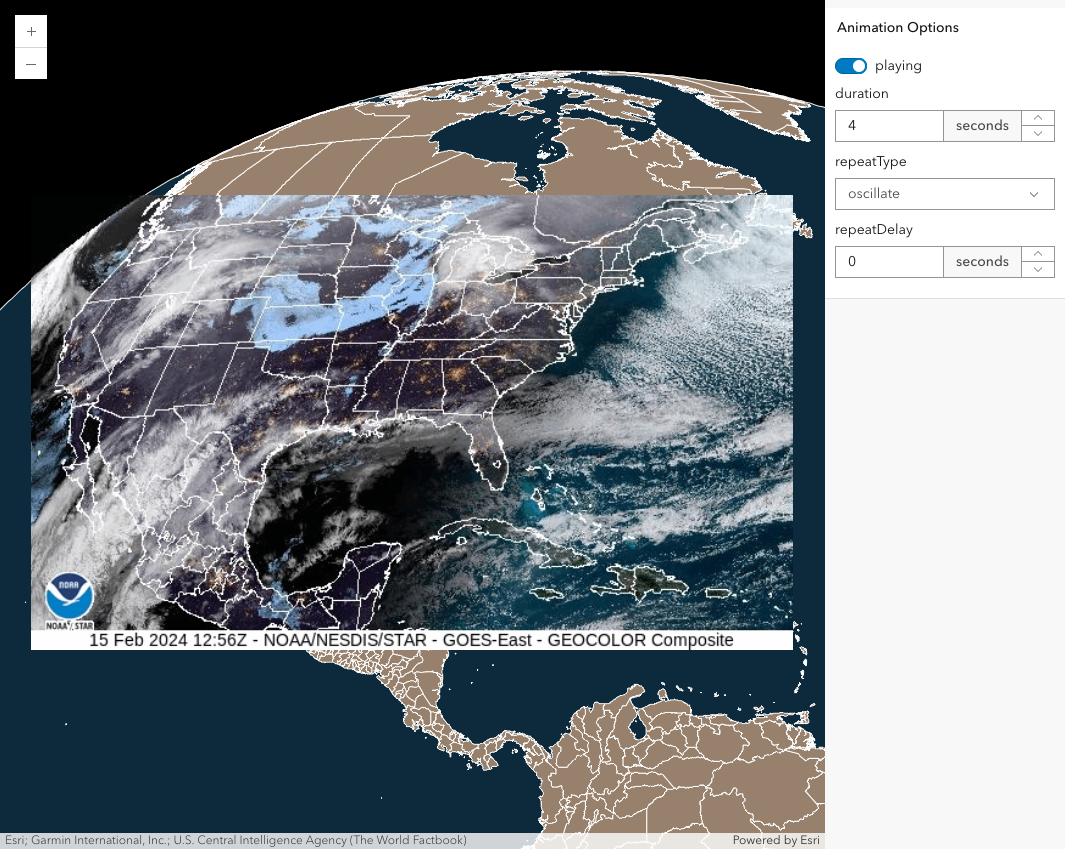 +
−
Animation Options
playing
duration
4 seconds
repeatType
oscillate
repeatDelay
0 seconds
NOAA
NOAA/ STAR
15 Feb 2024 12:56Z - NOAA/NESDIS/STAR - GOES-East - GEOCOLOR Composite
Esri; Garmin International, Inc.; U.S. Central Intelligence Agency (The World Factbook)
Powered by Esri